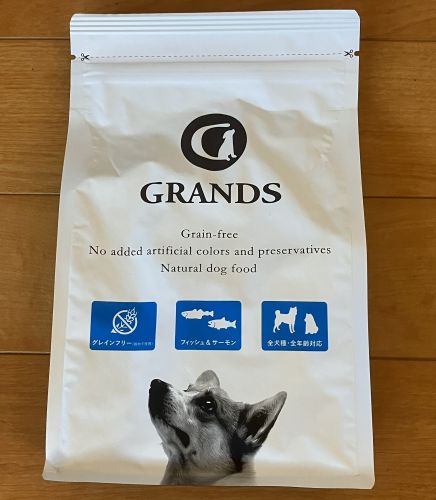 GRANDS
Grain-free
No added artificial colors and preservatives
Natural dog food
グレインフリー
フィッシュ&サーモン
全犬種・全年齢対応